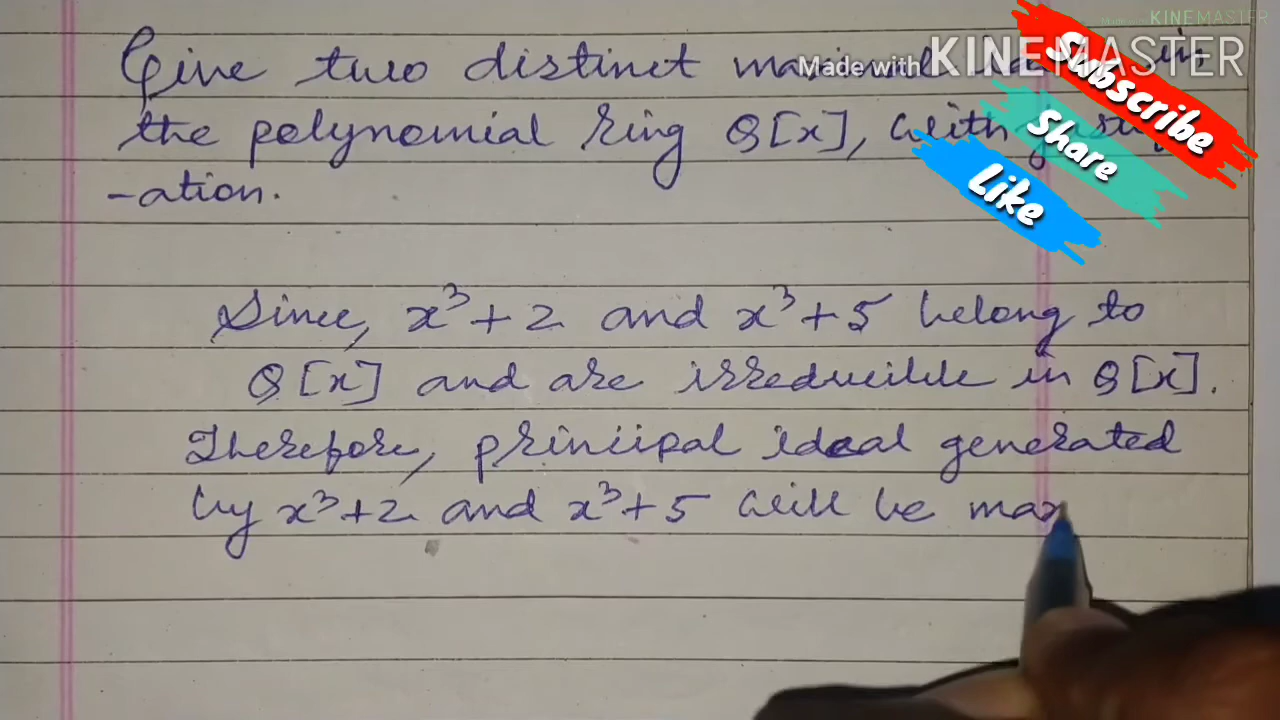 Made with KINEMASTER
Give two distinct in
the polynomial ring Q[x], with
-ation.
Subscribe
Share
Like
Since, x³+2 and x³+5 belong to
Q[x] and are irreducible in Q[x].
Therefore, principal ideal generated
by x³+2 and x³+5 will be max